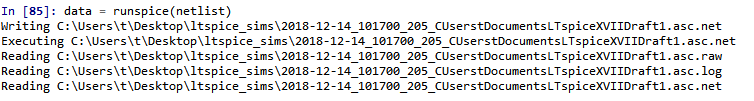 In [85]: data = runspice(netlist)
Writing C:\Users\t\Desktop\ltspice_sims\2018-12-14_101700_205_CUserstDocumentsLTspiceXVIIDraft1.asc.net
Executing C:\Users\t\Desktop\ltspice_sims\2018-12-14_101700_205_CUserstDocumentsLTspiceXVIIDraft1.asc.net
Reading C:\Users\t\Desktop\ltspice_sims\2018-12-14_101700_205_CUserstDocumentsLTspiceXVIIDraft1.asc.raw
Reading C:\Users\t\Desktop\ltspice_sims\2018-12-14_101700_205_CUserstDocumentsLTspiceXVIIDraft1.asc.log
Reading C:\Users\t\Desktop\ltspice_sims\2018-12-14_101700_205_CUserstDocumentsLTspiceXVIIDraft1.asc.net